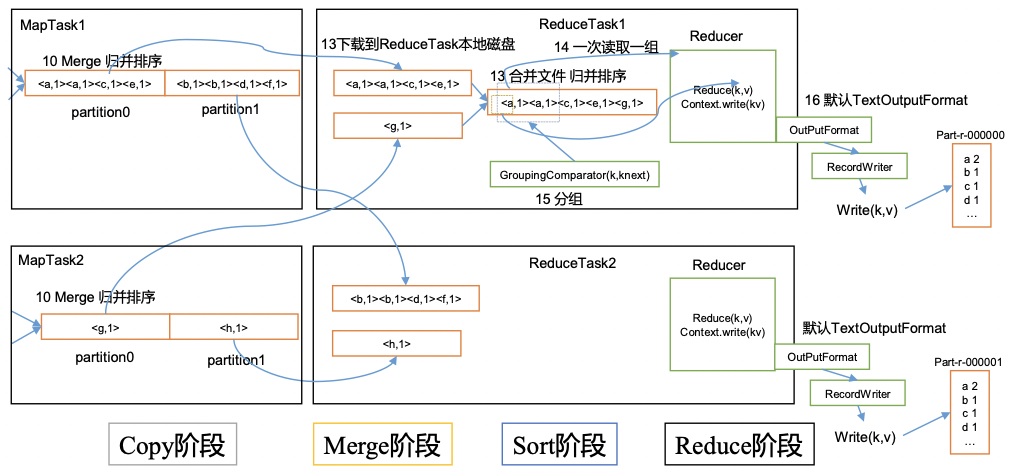 MapTask1
10 Merge 归并排序
<a,1><a,1><c,1><e,1>
<b,1><b,1><d,1><f,1>
partition0
partition1
ReduceTask1
13下载到ReduceTask本地磁盘
14 一次读取一组
<a,1><a,1><c,1><e,1>
13 合并文件 归并排序
<a,1><a,1><c,1><e,1><g,1>
<g,1>
GroupingComparator(k,knext)
15 分组
Reducer
Reduce(k,v)
Context.write(kv)
16 默认TextOutputFormat
OutPutFormat
RecordWriter
Write(k,v)
Part-r-000000
a 2
b 1
c 1
d 1
...
MapTask2
10 Merge 归并排序
<g,1>
<h,1>
partition0
partition1
ReduceTask2
<b,1><b,1><d,1><f,1>
<h,1>
Reducer
Reduce(k,v)
Context.write(kv)
默认TextOutputFormat
OutPutFormat
RecordWriter
Write(k,v)
Part-r-000001
a 2
b 1
c 1
d 1
...
Copy阶段
Merge阶段
Sort阶段
Reduce阶段